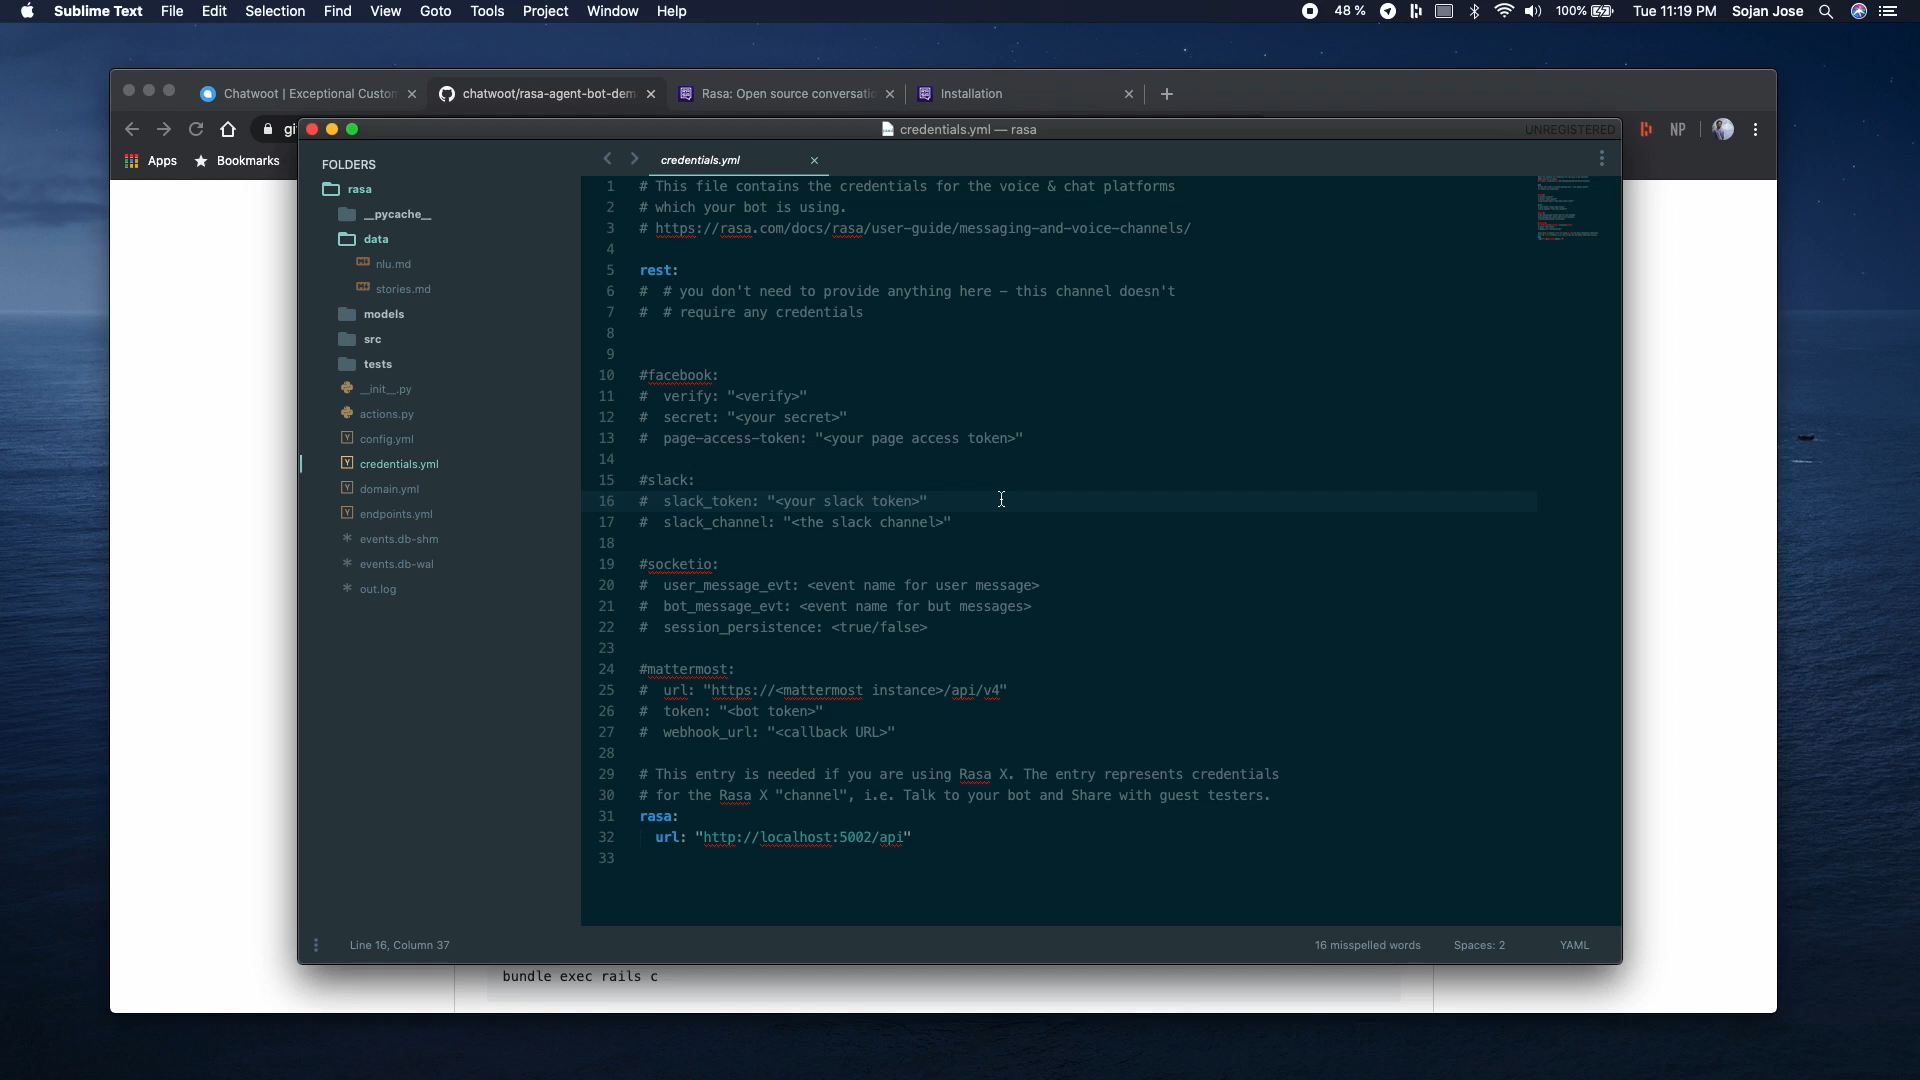 Sublime Text File Edit Selection Find View Goto Tools Project Window Help 48 % 100% Tue 11:19 PM Sojan Jose
Chatwoot | Exceptional Custom
chatwoot/rasa-agent-bot-dem
Rasa: Open source conversatio
Installation
Apps
Bookmarks
NP
credentials.yml — rasa
UNREGISTERED
FOLDERS
rasa
__pycache__
data
nlu.md
stories.md
models
src
tests
__init__.py
actions.py
config.yml
credentials.yml
domain.yml
endpoints.yml
events.db-shm
events.db-wal
out.log
credentials.yml
1 # This file contains the credentials for the voice & chat platforms
2 # which your bot is using.
3 # https://rasa.com/docs/rasa/user-guide/messaging-and-voice-channels/
4
5 rest:
6 #  # you don't need to provide anything here - this channel doesn't
7 #  # require any credentials
8
9
10 #facebook:
11 #  verify: "<verify>"
12 #  secret: "<your secret>"
13 #  page-access-token: "<your page access token>"
14
15 #slack:
16 #  slack_token: "<your slack token>"
17 #  slack_channel: "<the slack channel>"
18
19 #socketio:
20 #  user_message_evt: <event name for user message>
21 #  bot_message_evt: <event name for but messages>
22 #  session_persistence: <true/false>
23
24 #mattermost:
25 #  url: "https://<mattermost instance>/api/v4"
26 #  token: "<bot token>"
27 #  webhook_url: "<callback URL>"
28
29 # This entry is needed if you are using Rasa X. The entry represents credentials
30 # for the Rasa X "channel", i.e. Talk to your bot and Share with guest testers.
31 rasa:
32   url: "http://localhost:5002/api"
33
Line 16, Column 37
16 misspelled words
Spaces: 2
YAML
bundle exec rails c